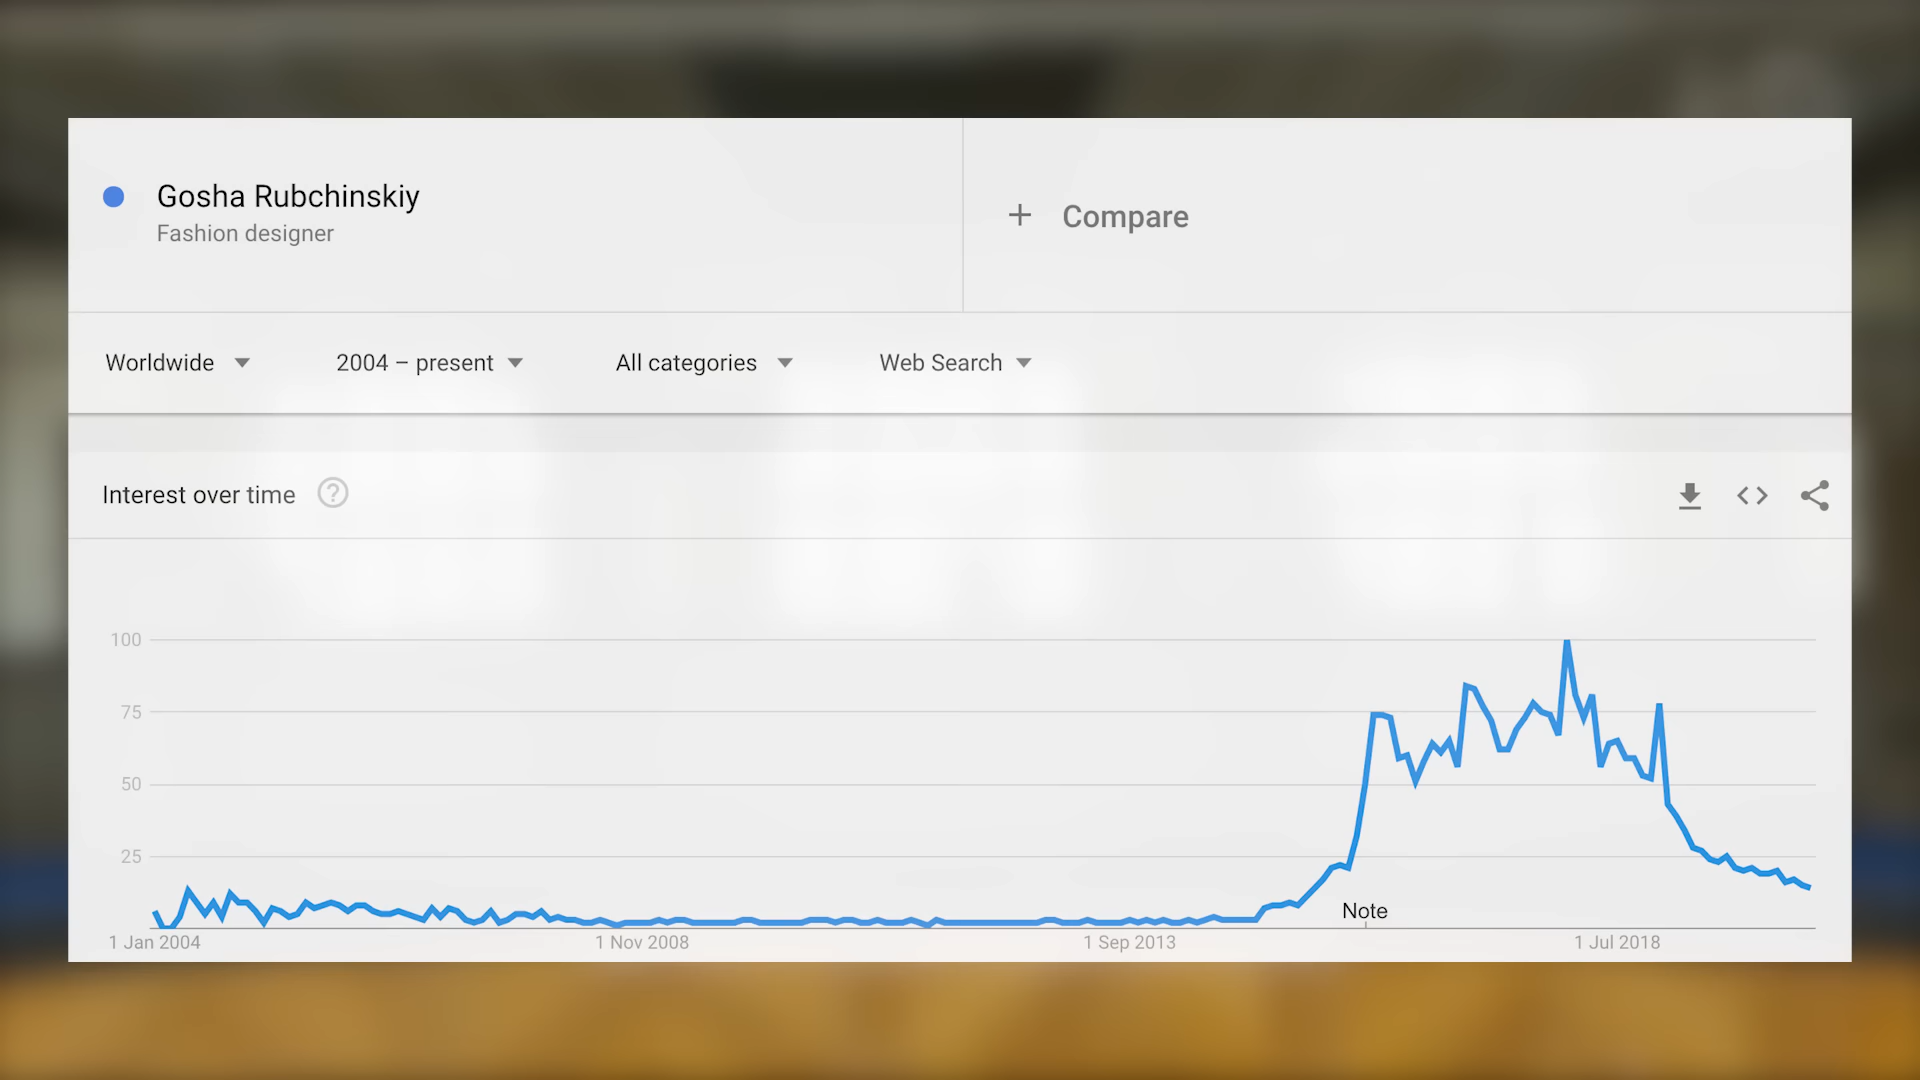 Gosha Rubchinskiy
Fashion designer
+ Compare
Worldwide
2004 – present
All categories
Web Search
Interest over time ?
100
75
50
25
Note
1 Jan 2004
1 Nov 2008
1 Sep 2013
1 Jul 2018